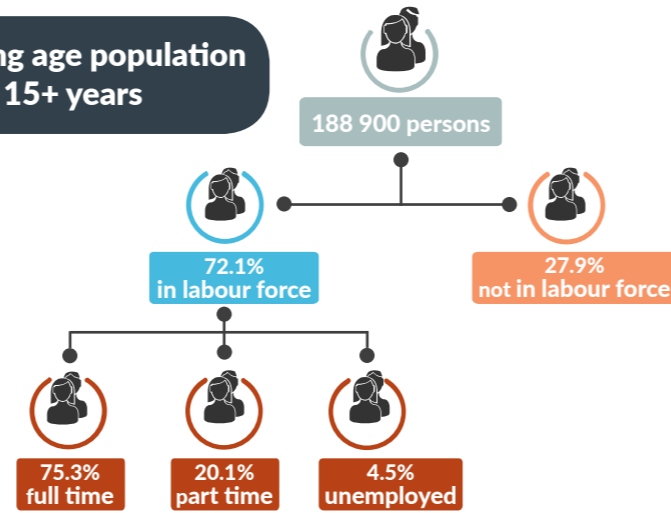 ng age population
15+ years
188 900 persons
72.1%
in labour force
27.9%
not in labour force
75.3%
full time
20.1%
part time
4.5%
unemployed